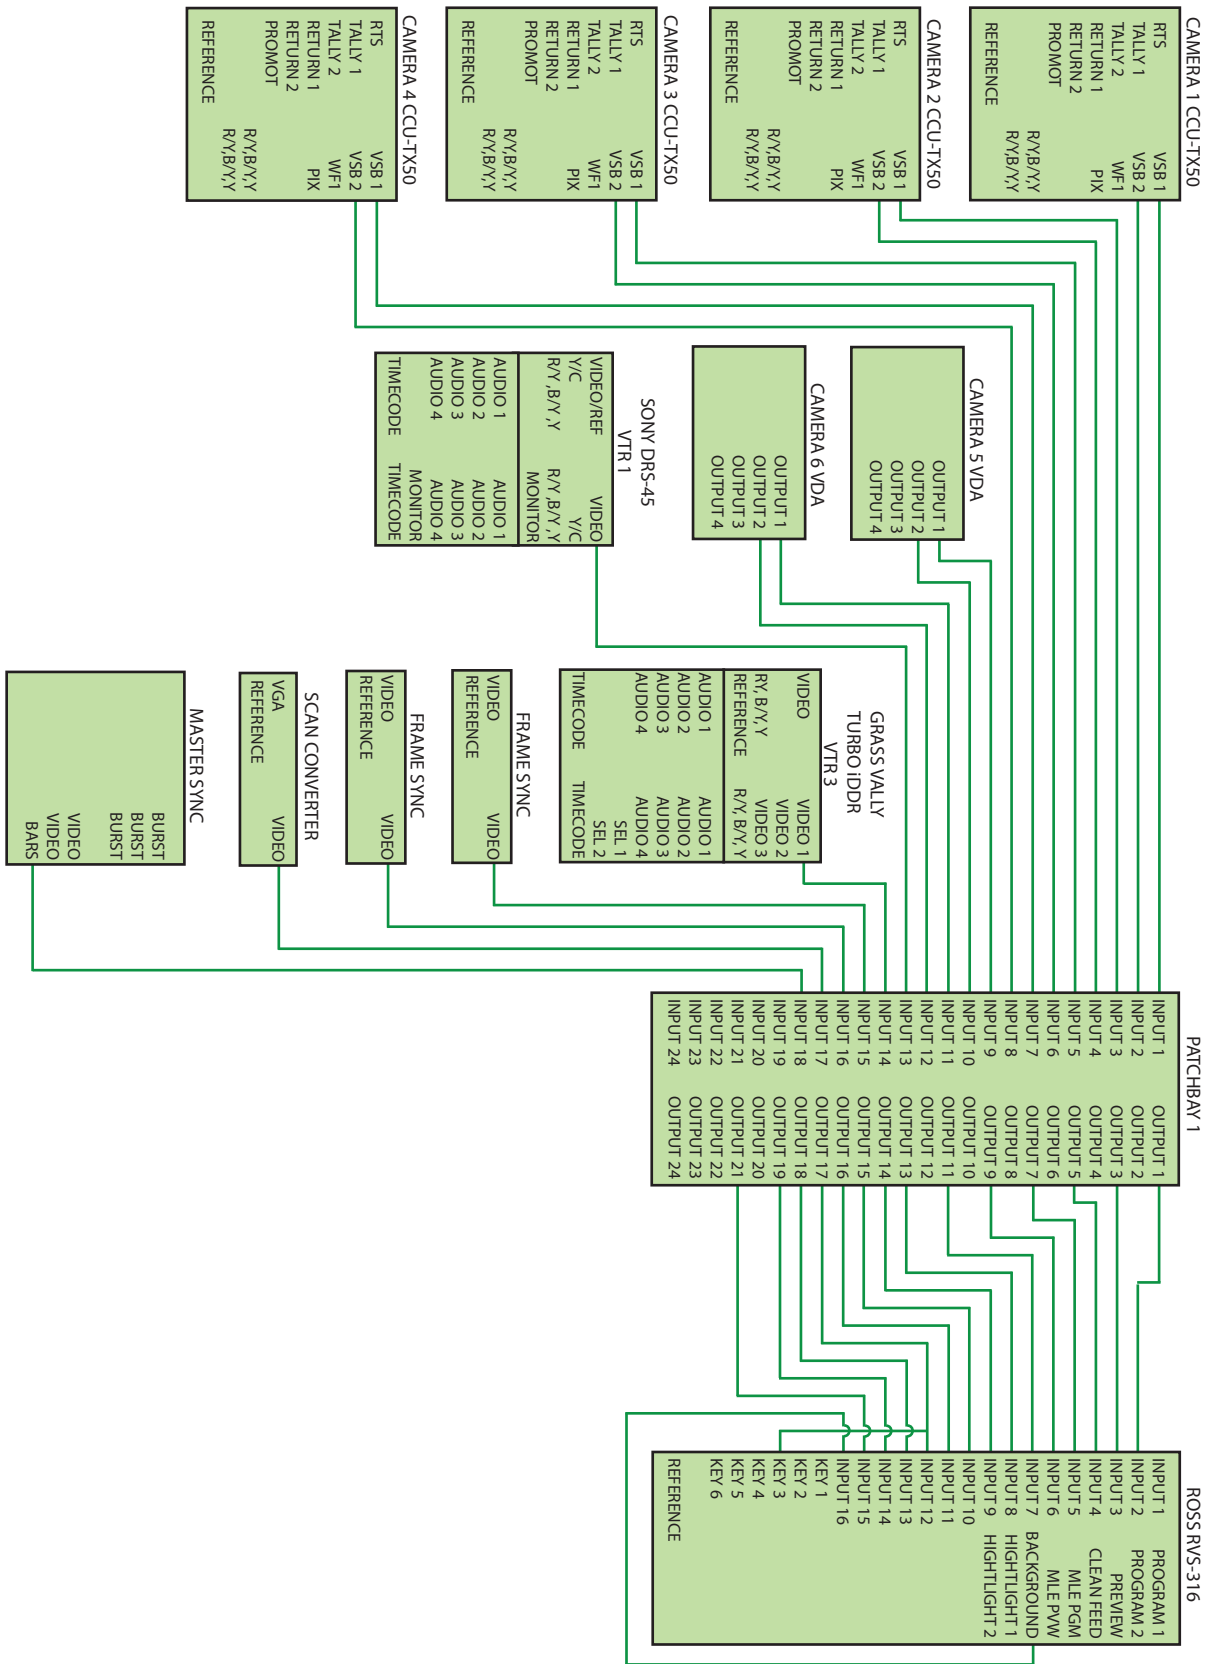 CAMERA 1 CCU-TX50
RTS VSB 1
TALLY 1 VSB 2
TALLY 2 WF1
RETURN 1 PIX
RETURN 2
PROMOT R/Y,B/Y,Y
R/Y,B/Y,Y
REFERENCE
CAMERA 2 CCU-TX50
RTS VSB 1
TALLY 1 VSB 2
TALLY 2 WF1
RETURN 1 PIX
RETURN 2
PROMOT R/Y,B/Y,Y
R/Y,B/Y,Y
REFERENCE
CAMERA 3 CCU-TX50
RTS VSB 1
TALLY 1 VSB 2
TALLY 2 WF1
RETURN 1 PIX
RETURN 2
PROMOT R/Y,B/Y,Y
R/Y,B/Y,Y
REFERENCE
CAMERA 4 CCU-TX50
RTS VSB 1
TALLY 1 VSB 2
TALLY 2 WF1
RETURN 1 PIX
RETURN 2
PROMOT R/Y,B/Y,Y
R/Y,B/Y,Y
REFERENCE
CAMERA 5 VDA
OUTPUT 1
OUTPUT 2
OUTPUT 3
OUTPUT 4
CAMERA 6 VDA
OUTPUT 1
OUTPUT 2
OUTPUT 3
OUTPUT 4
SONY DRS-45
VTR 1
VIDEO/REF VIDEO
Y/C Y/C
R/Y ,B/Y ,Y R/Y ,B/Y ,Y
MONITOR
AUDIO 1 AUDIO 1
AUDIO 2 AUDIO 2
AUDIO 3 AUDIO 3
AUDIO 4 AUDIO 4
MONITOR
TIMECODE TIMECODE
GRASS VALLY
TURBO iDDR
VTR 3
VIDEO VIDEO 1
VIDEO 2
RY, B/Y, Y VIDEO 3
REFERENCE R/Y, B/Y, Y
AUDIO 1 AUDIO 1
AUDIO 2 AUDIO 2
AUDIO 3 AUDIO 3
AUDIO 4 AUDIO 4
SEL 1
SEL 2
TIMECODE TIMECODE
FRAME SYNC
VIDEO VIDEO
REFERENCE
FRAME SYNC
VIDEO VIDEO
REFERENCE
SCAN CONVERTER
VGA VIDEO
REFERENCE
MASTER SYNC
BURST
BURST
BURST
VIDEO
VIDEO
BARS
PATCHBAY 1
INPUT 1 OUTPUT 1
INPUT 2 OUTPUT 2
INPUT 3 OUTPUT 3
INPUT 4 OUTPUT 4
INPUT 5 OUTPUT 5
INPUT 6 OUTPUT 6
INPUT 7 OUTPUT 7
INPUT 8 OUTPUT 8
INPUT 9 OUTPUT 9
INPUT 10 OUTPUT 10
INPUT 11 OUTPUT 11
INPUT 12 OUTPUT 12
INPUT 13 OUTPUT 13
INPUT 14 OUTPUT 14
INPUT 15 OUTPUT 15
INPUT 16 OUTPUT 16
INPUT 17 OUTPUT 17
INPUT 18 OUTPUT 18
INPUT 19 OUTPUT 19
INPUT 20 OUTPUT 20
INPUT 21 OUTPUT 21
INPUT 22 OUTPUT 22
INPUT 23 OUTPUT 23
INPUT 24 OUTPUT 24
ROSS RVS-316
INPUT 1 PROGRAM 1
INPUT 2 PROGRAM 2
INPUT 3 PREVIEW
INPUT 4 CLEAN FEED
INPUT 5 MLE PGM
INPUT 6 MLE PVW
INPUT 7 BACKGROUND
INPUT 8 HIGHTLIGHT 1
INPUT 9 HIGHTLIGHT 2
INPUT 10
INPUT 11
INPUT 12
INPUT 13
INPUT 14
INPUT 15
INPUT 16
KEY 1
KEY 2
KEY 3
KEY 4
KEY 5
KEY 6
REFERENCE